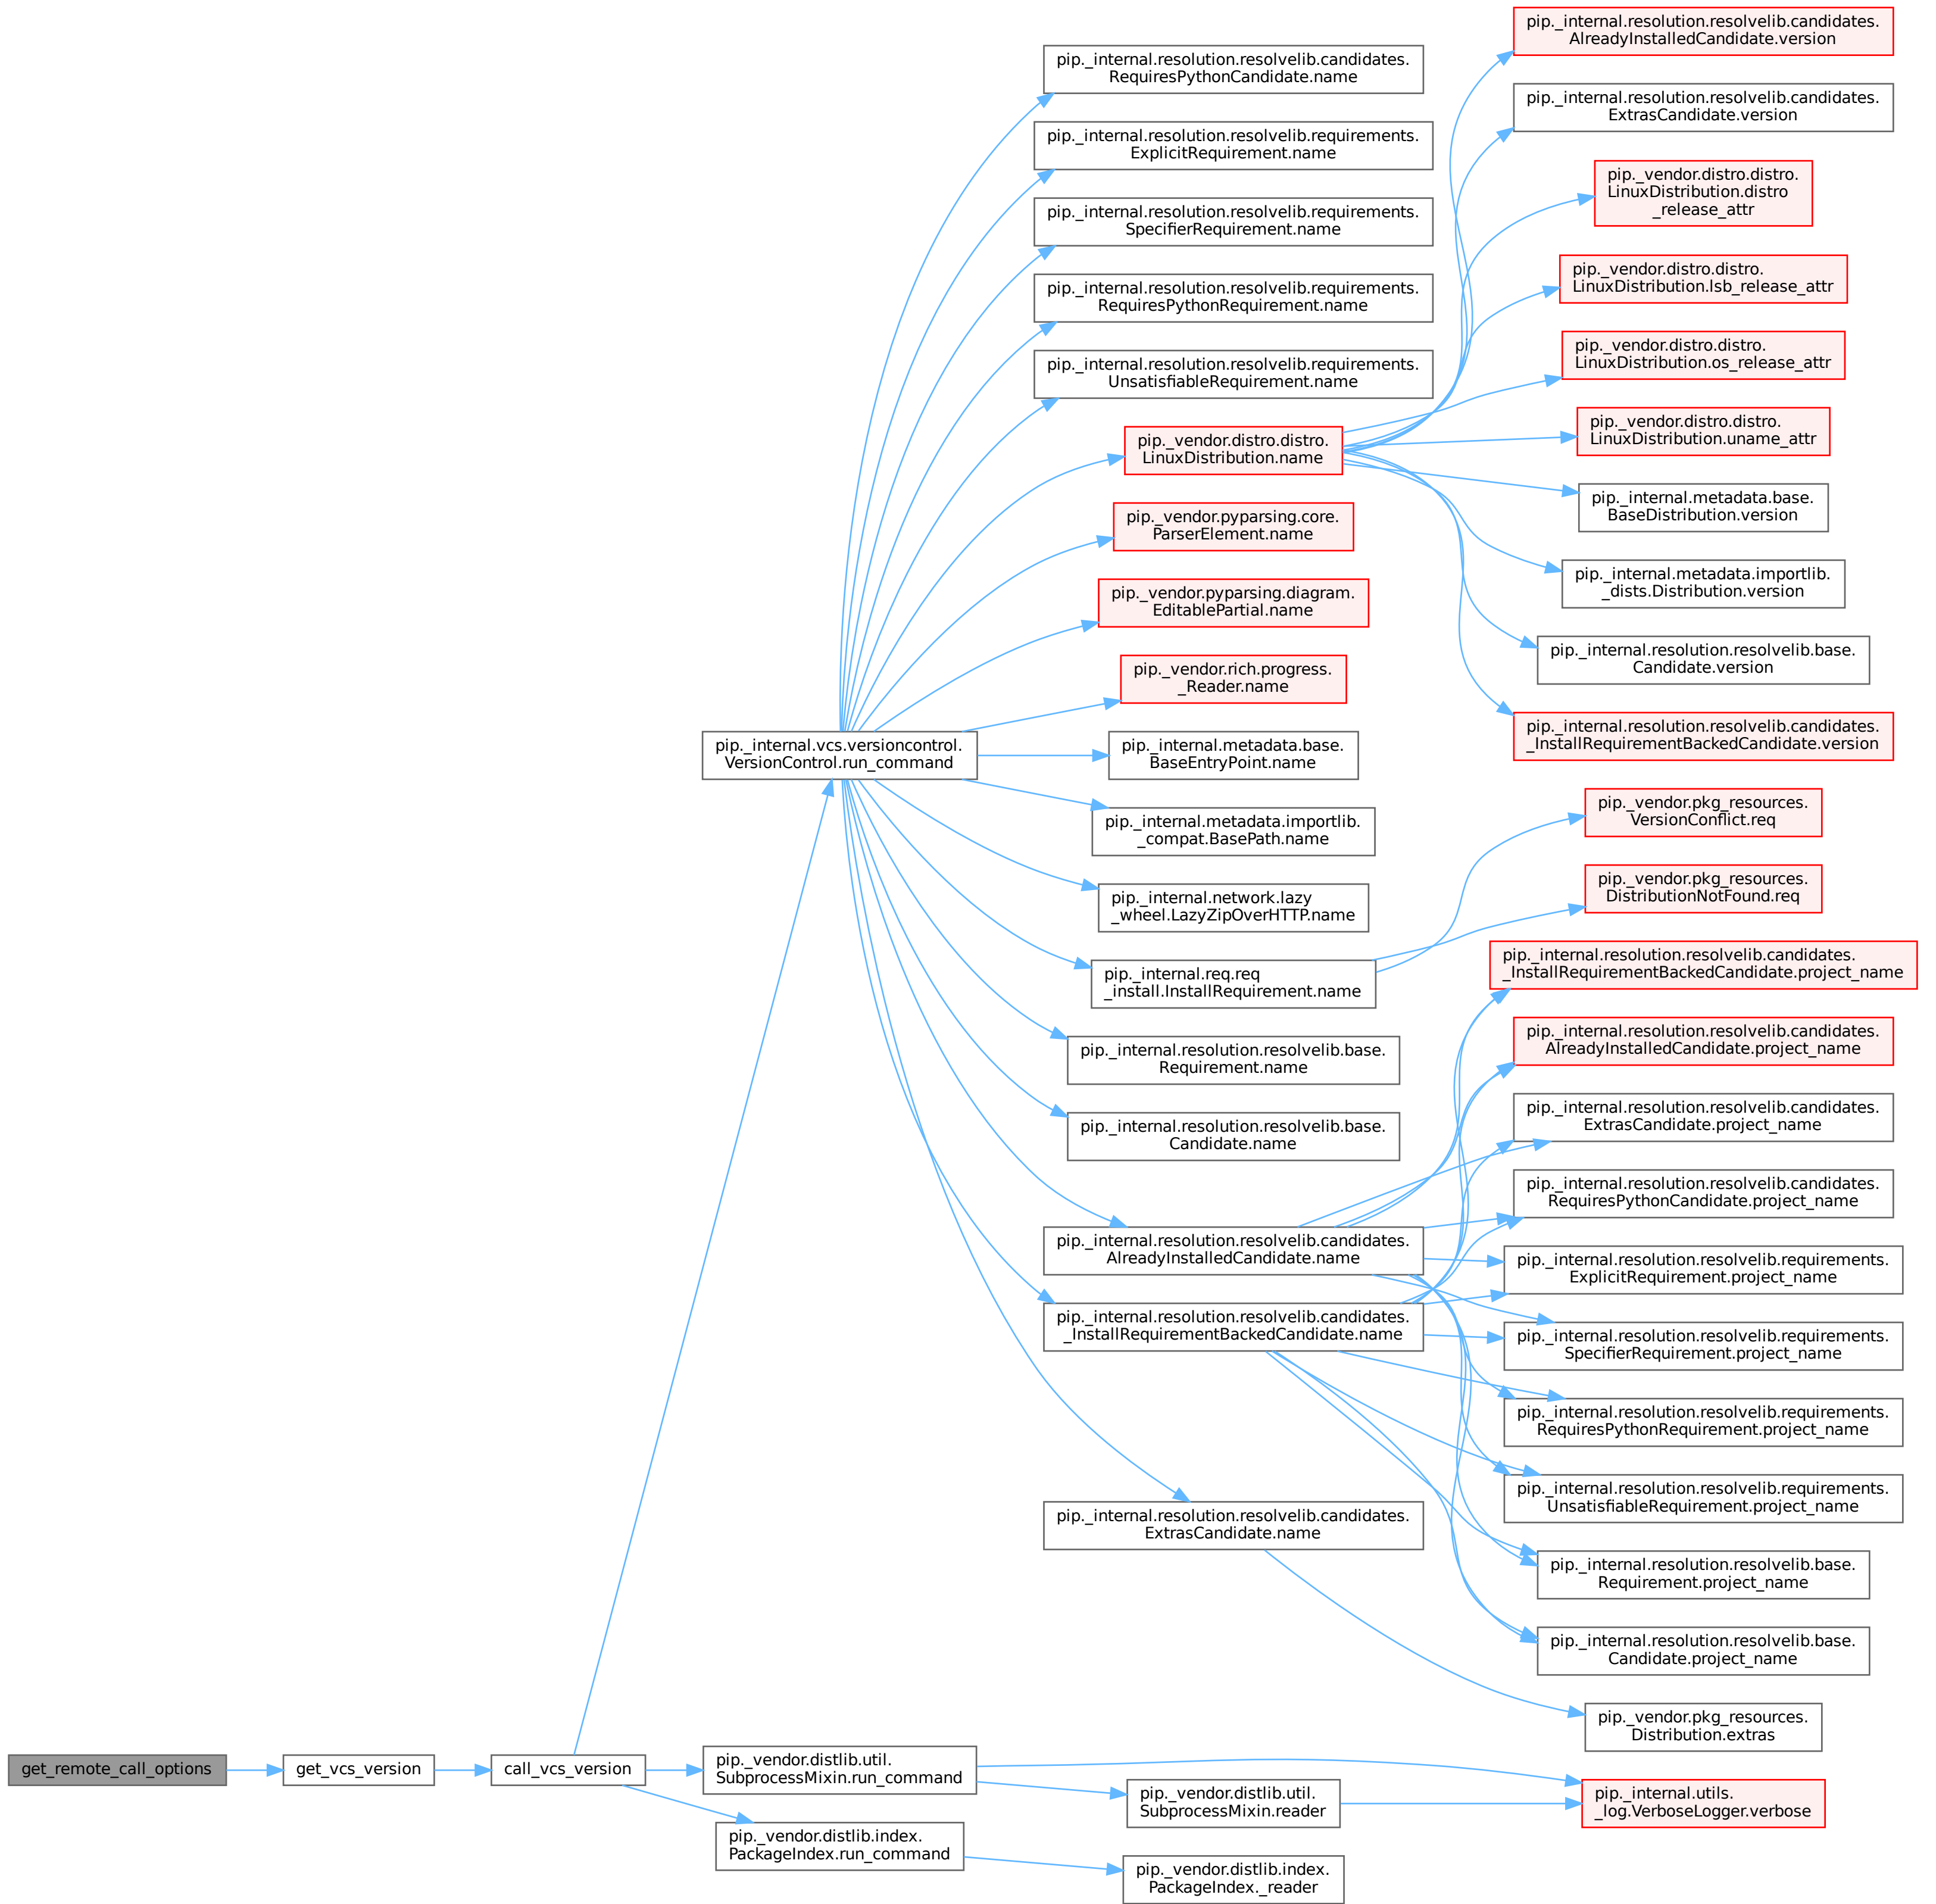 pip._internal.resolution.resolvelib.candidates.
AlreadyInstalledCandidate.version
pip._internal.resolution.resolvelib.candidates.
RequiresPythonCandidate.name
pip._internal.resolution.resolvelib.candidates.
ExtrasCandidate.version
pip._internal.resolution.resolvelib.requirements.
ExplicitRequirement.name
pip._vendor.distro.distro.
LinuxDistribution.distro
_release_attr
pip._internal.resolution.resolvelib.requirements.
SpecifierRequirement.name
pip._vendor.distro.distro.
LinuxDistribution.lsb_release_attr
pip._internal.resolution.resolvelib.requirements.
RequiresPythonRequirement.name
pip._vendor.distro.distro.
LinuxDistribution.os_release_attr
pip._internal.resolution.resolvelib.requirements.
UnsatisfiableRequirement.name
pip._vendor.distro.distro.
LinuxDistribution.uname_attr
pip._vendor.distro.distro.
LinuxDistribution.name
pip._internal.metadata.base.
BaseDistribution.version
pip._vendor.pyparsing.core.
ParserElement.name
pip._internal.metadata.importlib.
_dists.Distribution.version
pip._vendor.pyparsing.diagram.
EditablePartial.name
pip._internal.resolution.resolvelib.base.
Candidate.version
pip._vendor.rich.progress.
_Reader.name
pip._internal.resolution.resolvelib.candidates.
_InstallRequirementBackedCandidate.version
pip._internal.vcs.versioncontrol.
VersionControl.run_command
pip._internal.metadata.base.
BaseEntryPoint.name
pip._vendor.pkg_resources.
VersionConflict.req
pip._internal.metadata.importlib.
_compat.BasePath.name
pip._vendor.pkg_resources.
DistributionNotFound.req
pip._internal.network.lazy
_wheel.LazyZipOverHTTP.name
pip._internal.resolution.resolvelib.candidates.
_InstallRequirementBackedCandidate.project_name
pip._internal.req.req
_install.InstallRequirement.name
pip._internal.resolution.resolvelib.candidates.
AlreadyInstalledCandidate.project_name
pip._internal.resolution.resolvelib.base.
Requirement.name
pip._internal.resolution.resolvelib.candidates.
ExtrasCandidate.project_name
pip._internal.resolution.resolvelib.base.
Candidate.name
pip._internal.resolution.resolvelib.candidates.
RequiresPythonCandidate.project_name
pip._internal.resolution.resolvelib.candidates.
AlreadyInstalledCandidate.name
pip._internal.resolution.resolvelib.requirements.
ExplicitRequirement.project_name
pip._internal.resolution.resolvelib.candidates.
_InstallRequirementBackedCandidate.name
pip._internal.resolution.resolvelib.requirements.
SpecifierRequirement.project_name
pip._internal.resolution.resolvelib.requirements.
RequiresPythonRequirement.project_name
pip._internal.resolution.resolvelib.requirements.
UnsatisfiableRequirement.project_name
pip._internal.resolution.resolvelib.candidates.
ExtrasCandidate.name
pip._internal.resolution.resolvelib.base.
Requirement.project_name
pip._internal.resolution.resolvelib.base.
Candidate.project_name
pip._vendor.pkg_resources.
Distribution.extras
get_remote_call_options
get_vcs_version
call_vcs_version
pip._vendor.distlib.util.
SubprocessMixin.run_command
pip._vendor.distlib.util.
SubprocessMixin.reader
pip._internal.utils.
_log.VerboseLogger.verbose
pip._vendor.distlib.index.
PackageIndex.run_command
pip._vendor.distlib.index.
PackageIndex._reader